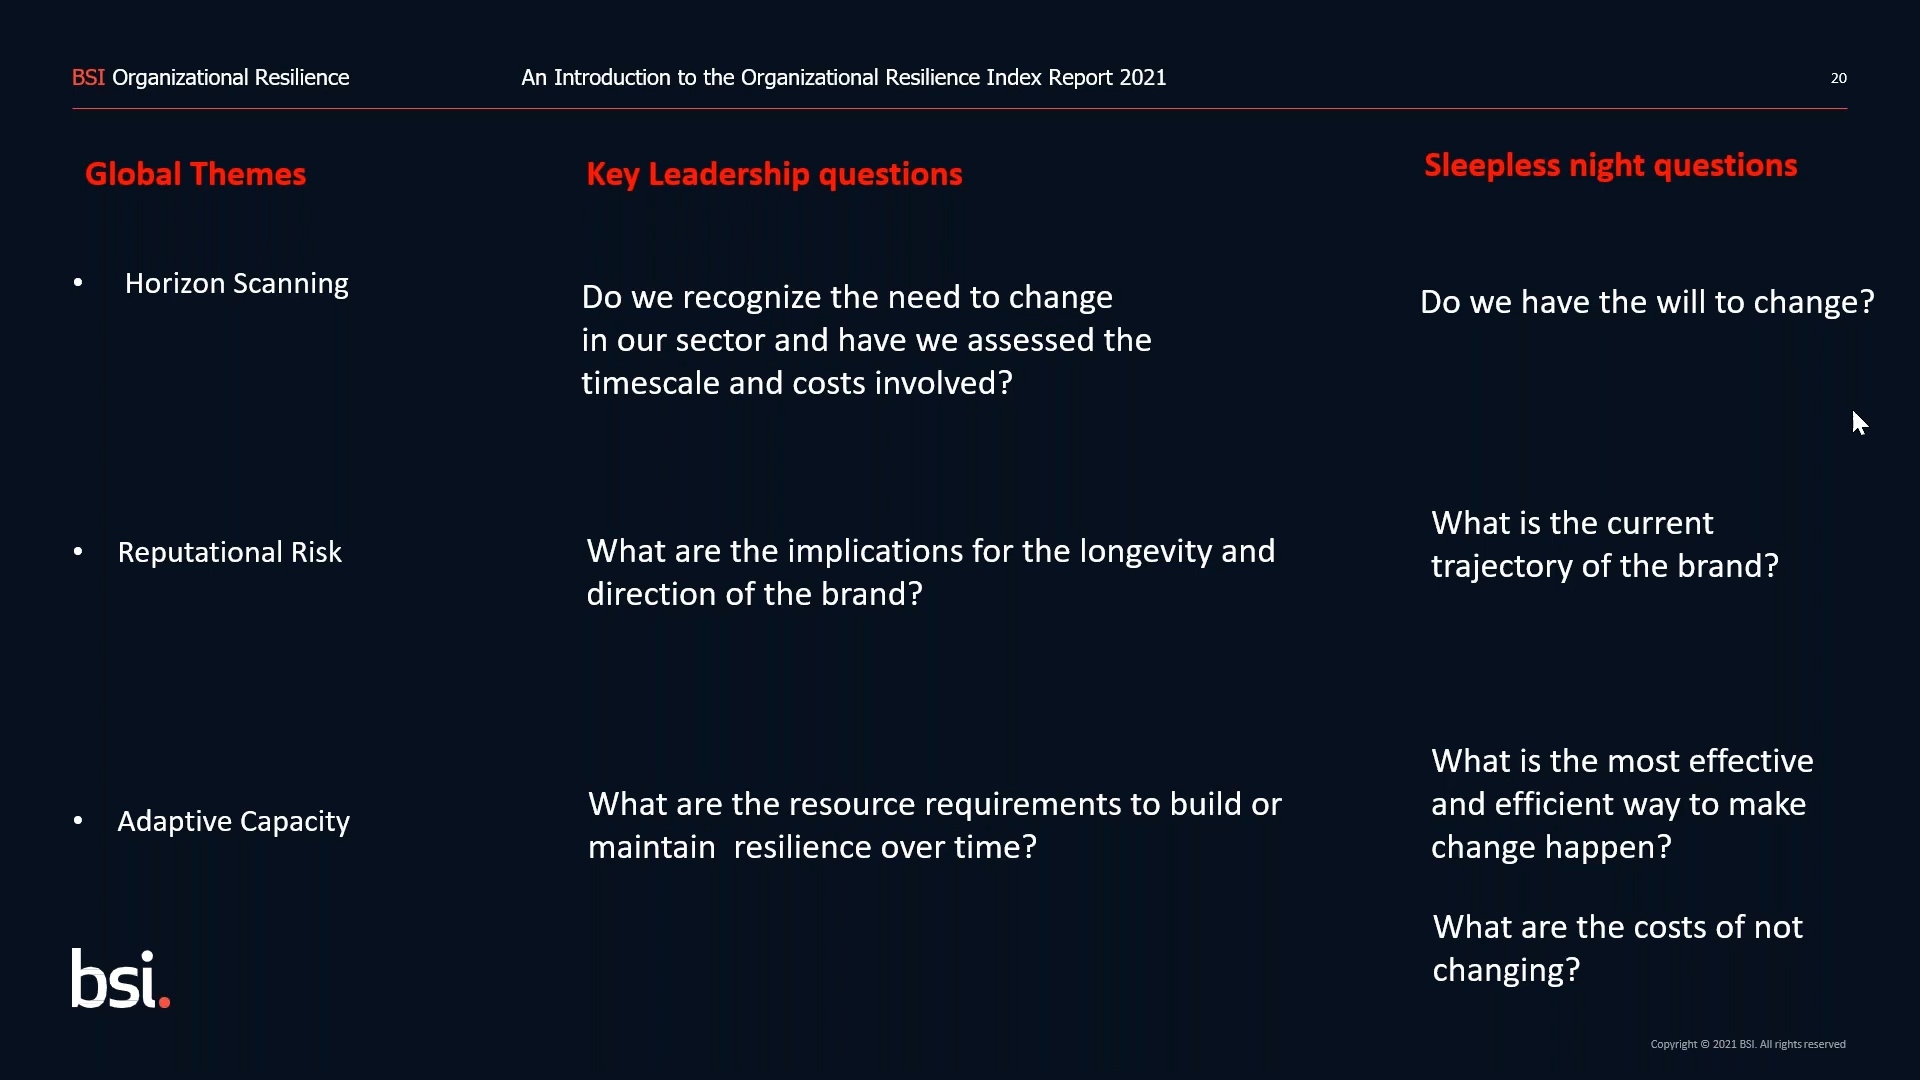 BSI Organizational Resilience
An Introduction to the Organizational Resilience Index Report 2021
20
Global Themes
Key Leadership questions
Sleepless night questions
• Horizon Scanning
Do we recognize the need to change
in our sector and have we assessed the
timescale and costs involved?
Do we have the will to change?
• Reputational Risk
What are the implications for the longevity and
direction of the brand?
What is the current
trajectory of the brand?
• Adaptive Capacity
What are the resource requirements to build or
maintain  resilience over time?
What is the most effective
and efficient way to make
change happen?
What are the costs of not
changing?
bsi.
Copyright © 2021 BSI. All rights reserved